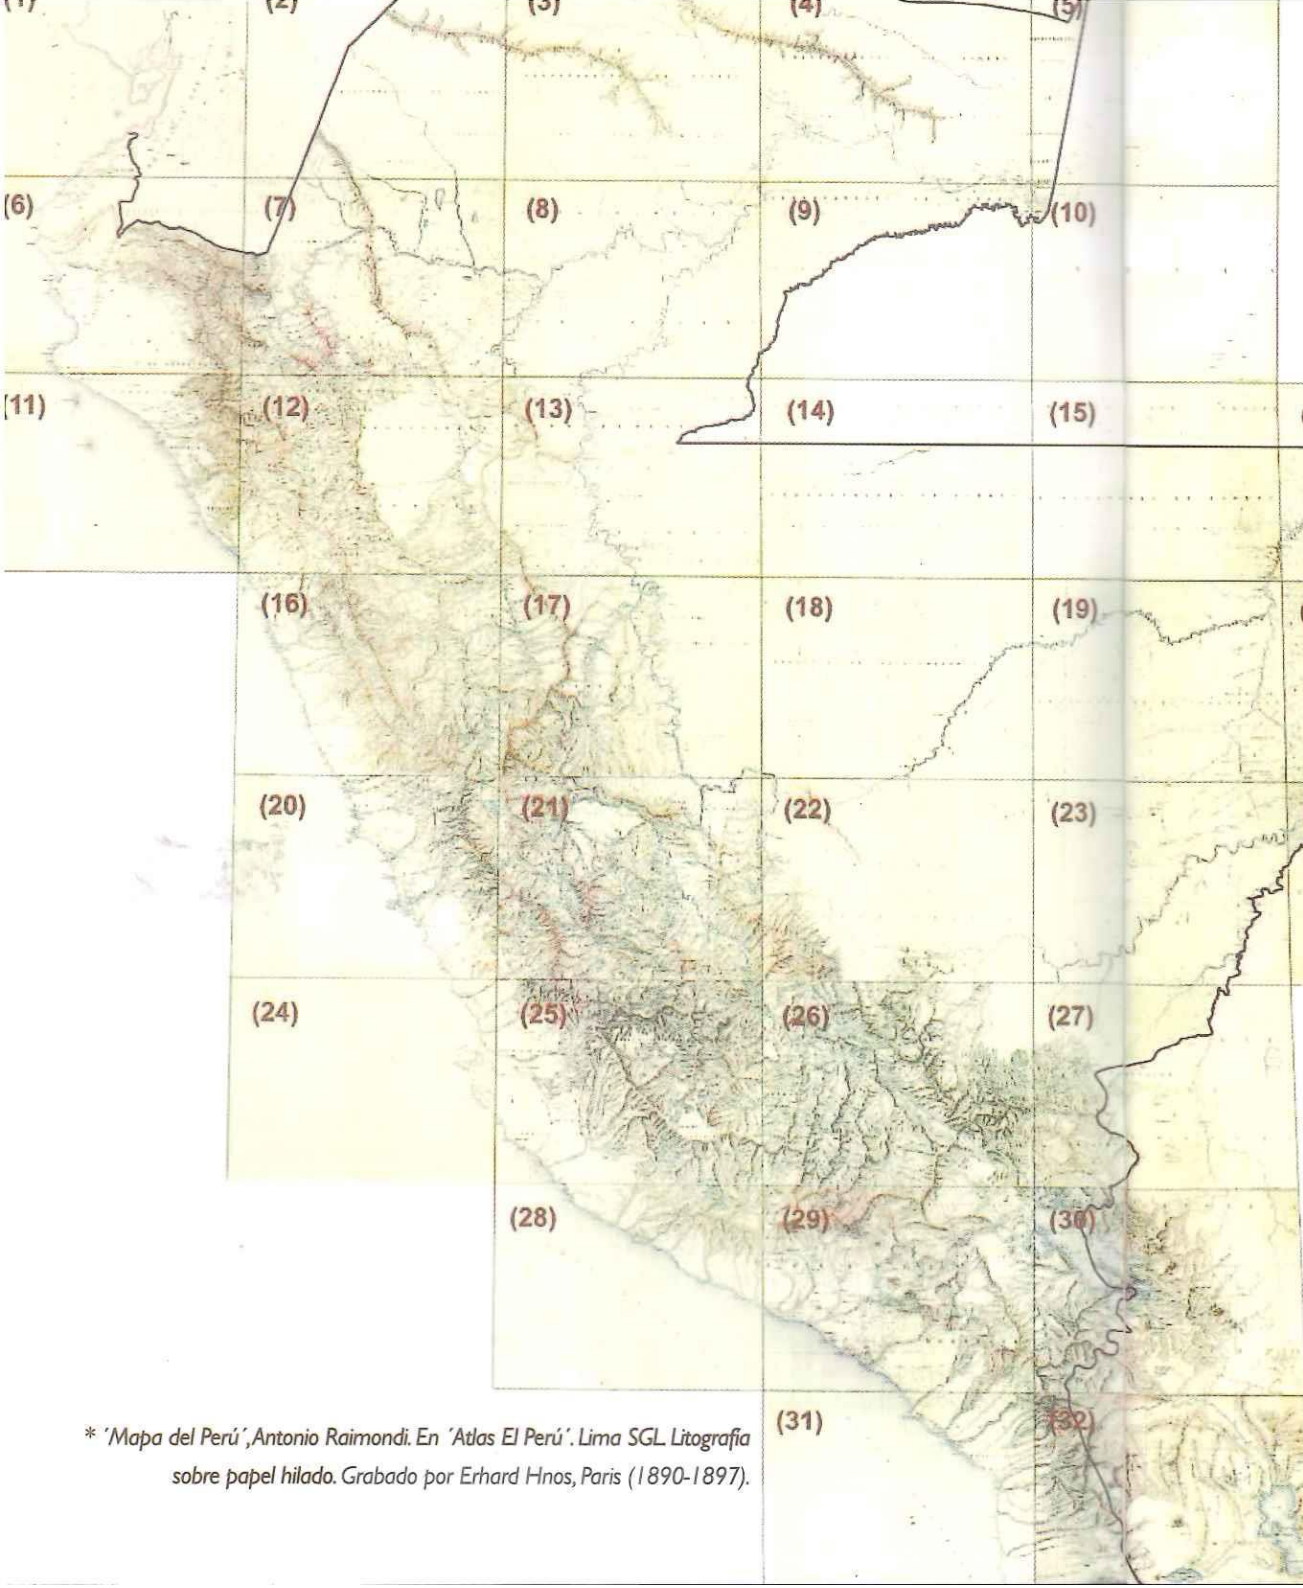 (1) (2) (3) (4) (5)
(6) (7) (8) (9) (10)
(11) (12) (13) (14) (15)
(16) (17) (18) (19)
(20) (21) (22) (23)
(24) (25) (26) (27)
(28) (29) (30)
(31) (32)
* ´Mapa del Perú´, Antonio Raimondi. En ´Atlas El Perú´. Lima SGL. Litografia
sobre papel hilado. Grabado por Erhard Hnos, Paris (1890-1897).